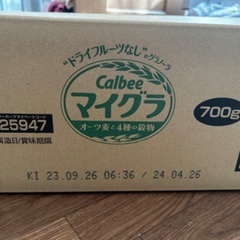 "ドライフルーツなし"のグラノーラ
Calbee
マイグラ
オーツ麦と4種の穀物
700g
25947
製造日/賞味期限
KI 23.09.26 06:36 / 24.04.26